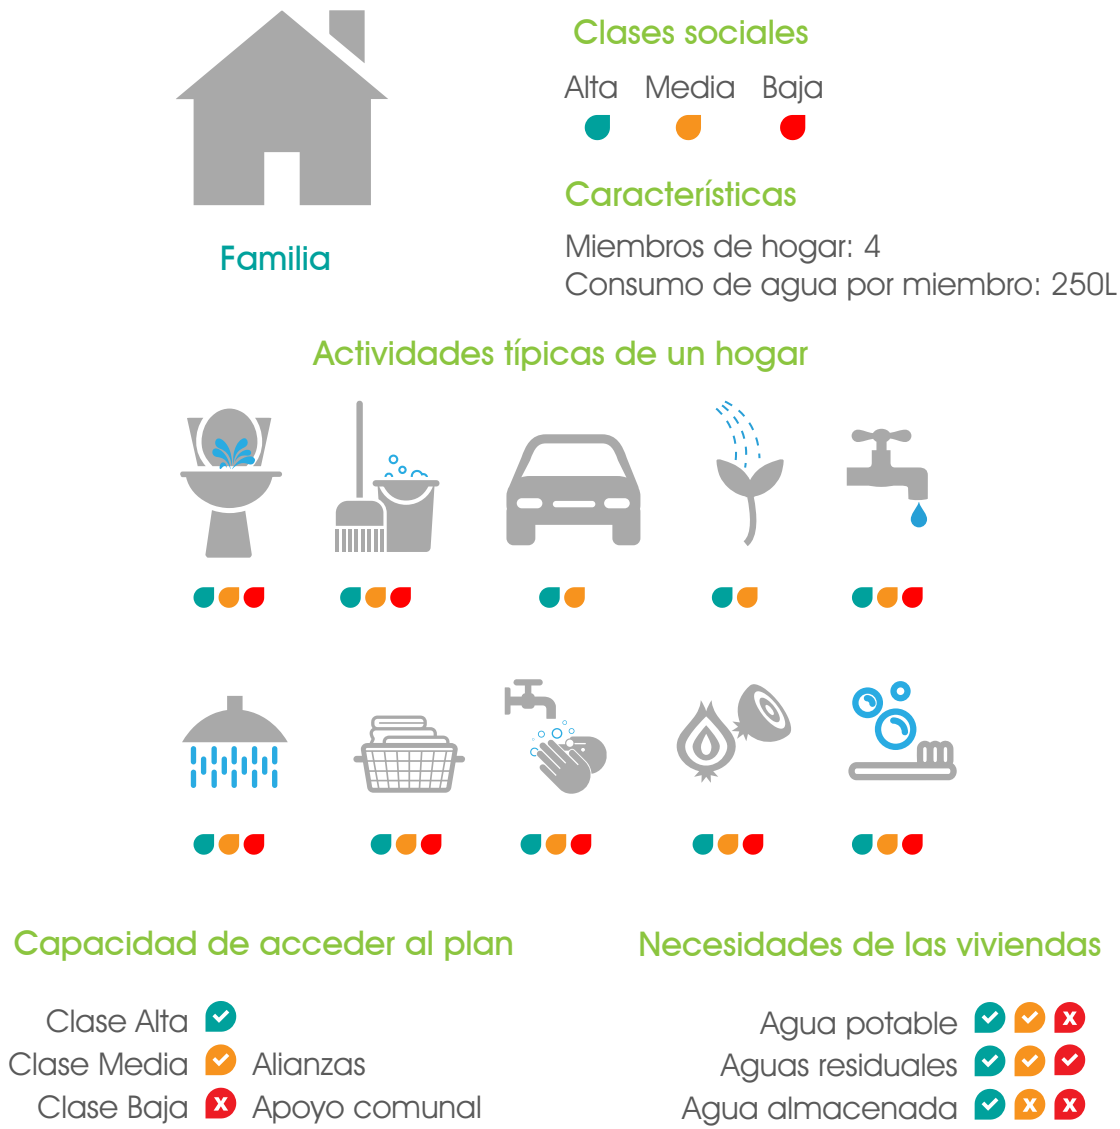 Clases sociales
Alta Media Baja
Características
Familia
Miembros de hogar: 4
Consumo de agua por miembro: 250L
Actividades típicas de un hogar
Capacidad de acceder al plan
Clase Alta
Clase Media Alianzas
Clase Baja X Apoyo comunal
Necesidades de las viviendas
Agua potable X
Aguas residuales
Agua almacenada X X